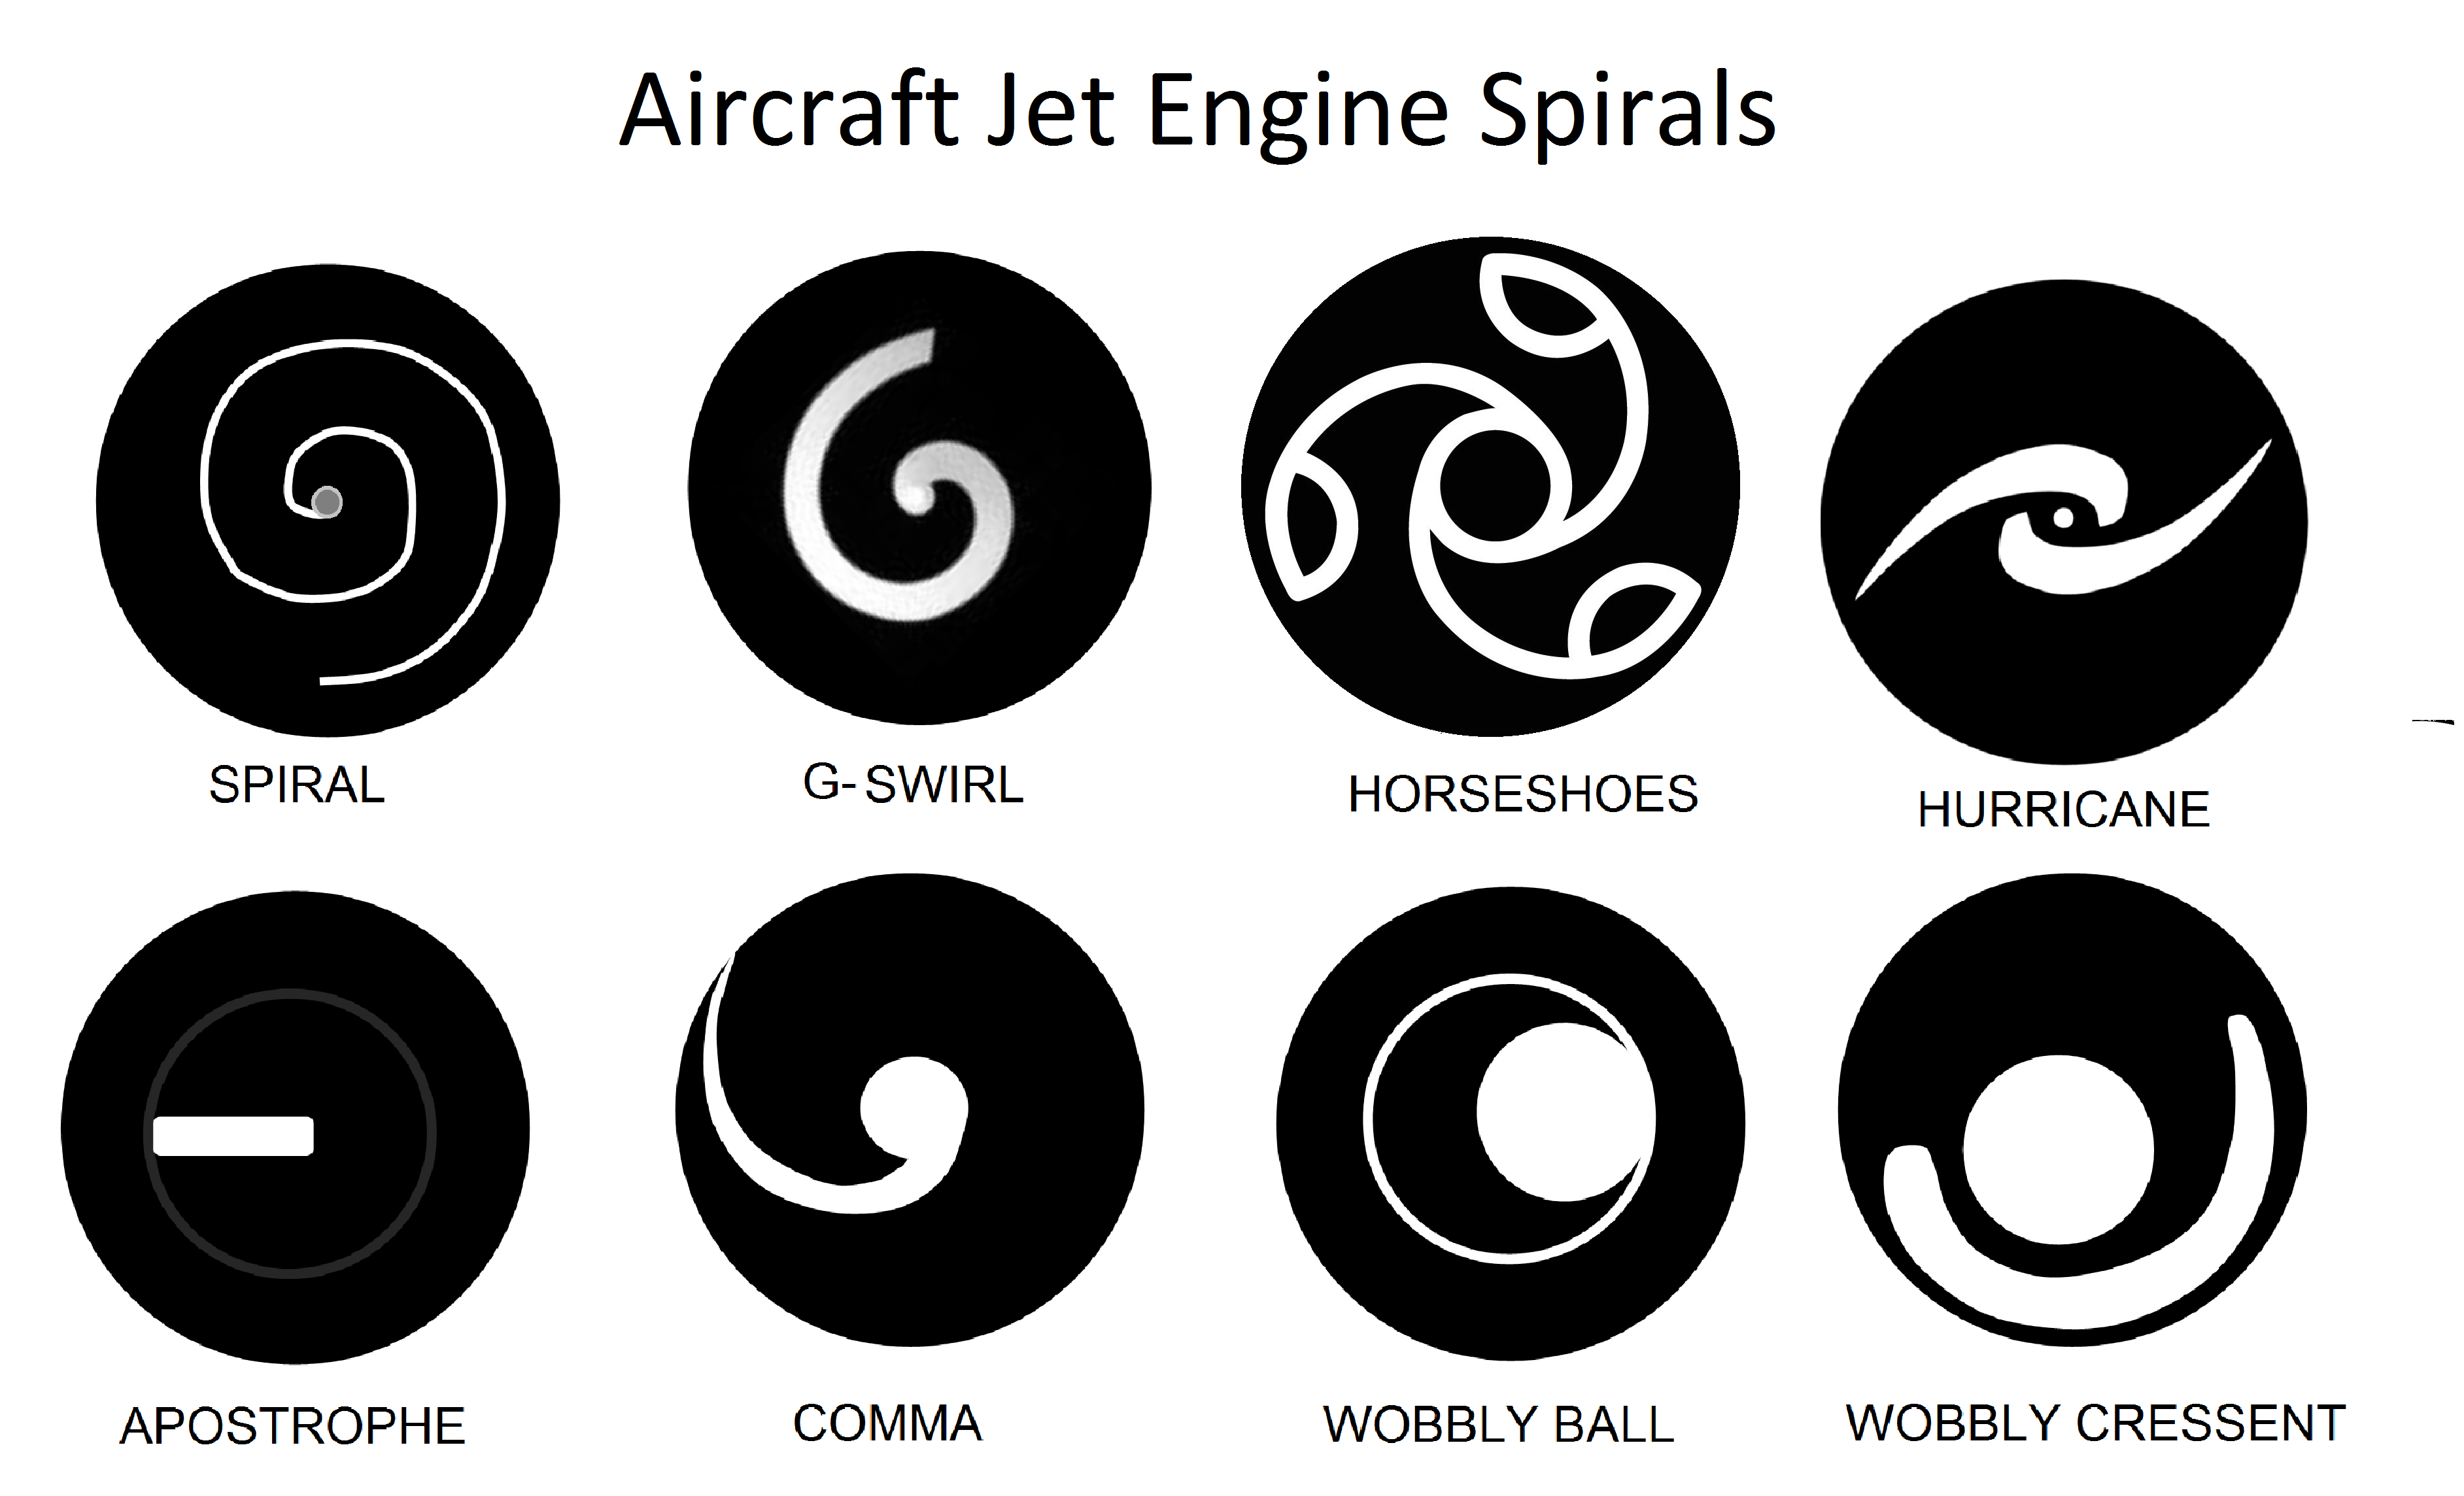 Aircraft Jet Engine Spirals
SPIRAL
G- SWIRL
HORSESHOES
HURRICANE
APOSTROPHE
COMMA
WOBBLY BALL
WOBBLY CRESSENT